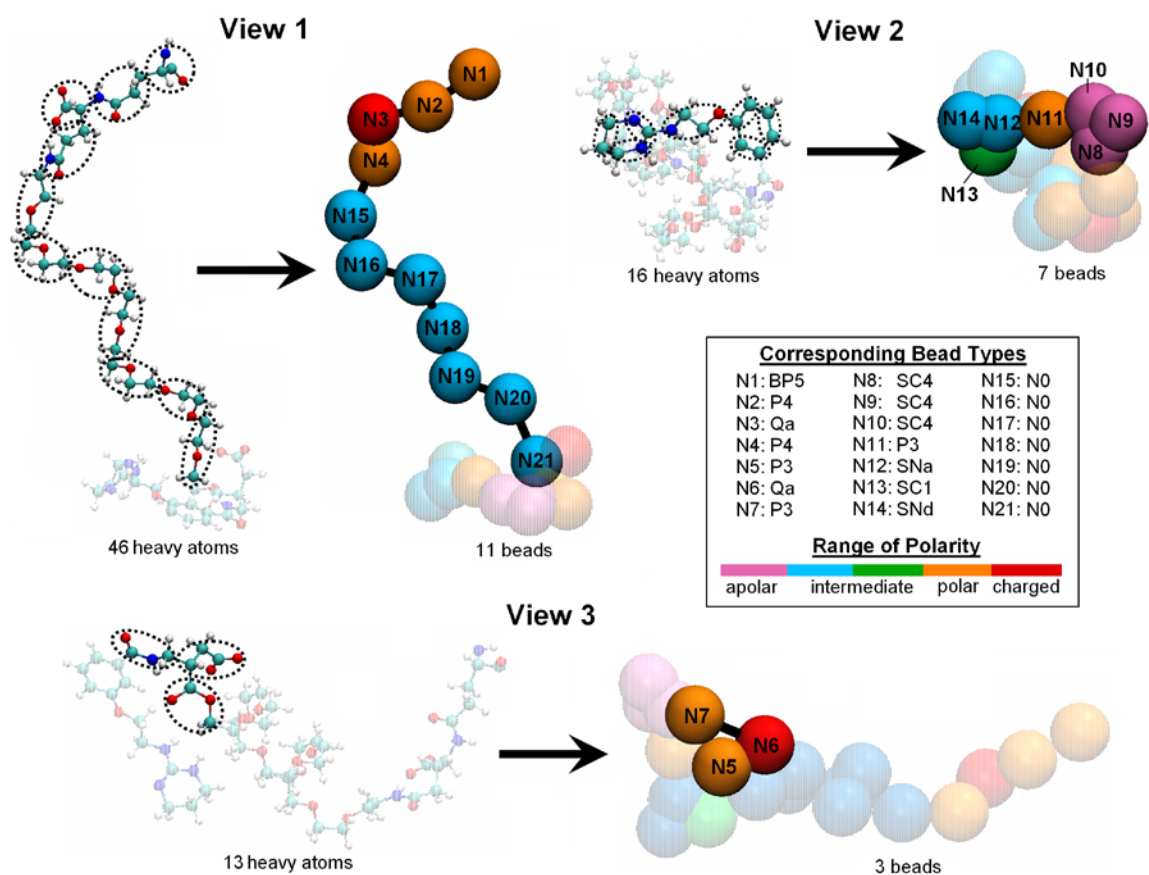 View 1
N1
N2
N3
N4
N15
N16
N17
N18
N19
N20
N21
46 heavy atoms
11 beads
View 2
N10
N14
N12
N11
N9
N8
N13
16 heavy atoms
7 beads
Corresponding Bead Types
N1: BP5 N8: SC4 N15: N0
N2: P4 N9: SC4 N16: N0
N3: Qa N10: SC4 N17: N0
N4: P4 N11: P3 N18: N0
N5: P3 N12: SNa N19: N0
N6: Qa N13: SC1 N20: N0
N7: P3 N14: SNd N21: N0
Range of Polarity
apolar intermediate polar charged
View 3
N7
N6
N5
13 heavy atoms
3 beads